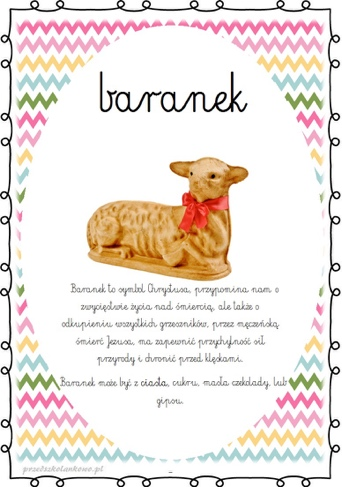 baranek
Baranek to symbol Chrystusa, przypomina nam o
zwycięstwie życia nad śmiercią, ale także o
odkupieniu wszystkich grzeszników, przez męczeńską
śmierć Jezusa, ma zapewnić przychylność sił
przyrody i chronić przed klęskami.
Baranek może być z ciasta, cukru, masła czekolady, lub
gipsu.
przedszkolankowo.pl